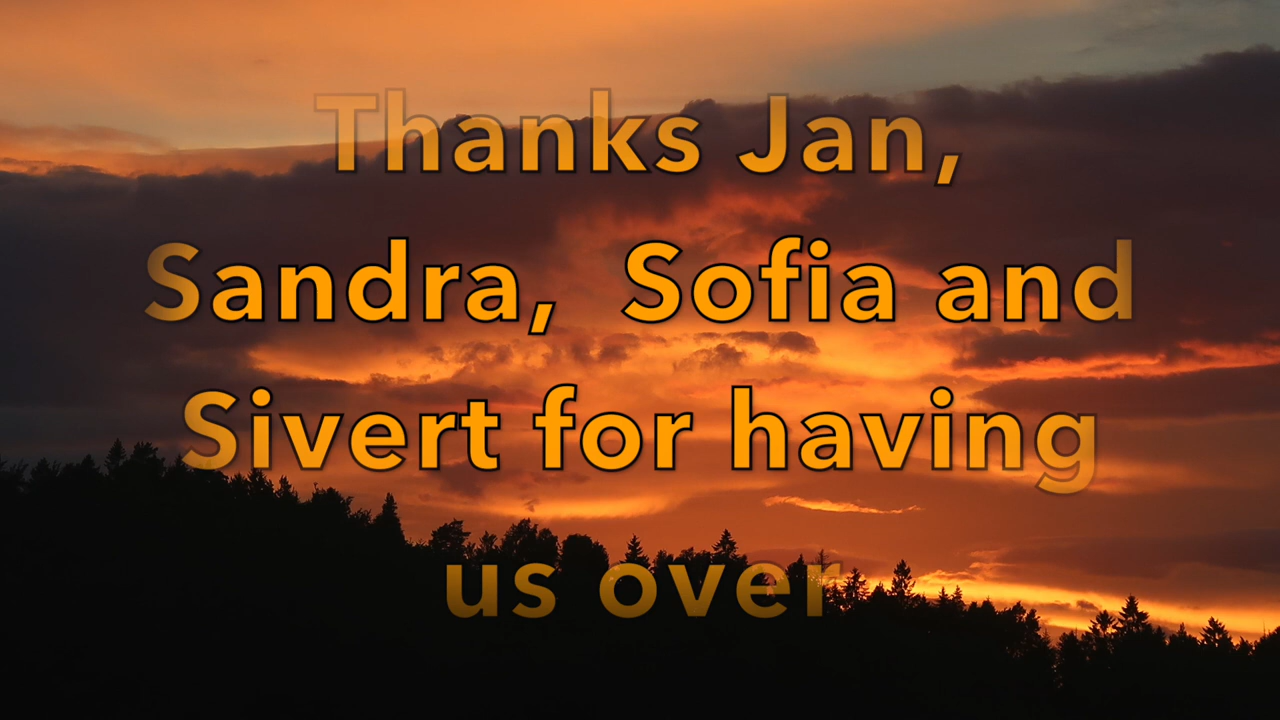 Thanks Jan,
Sandra,  Sofia and
Sivert for having
us over